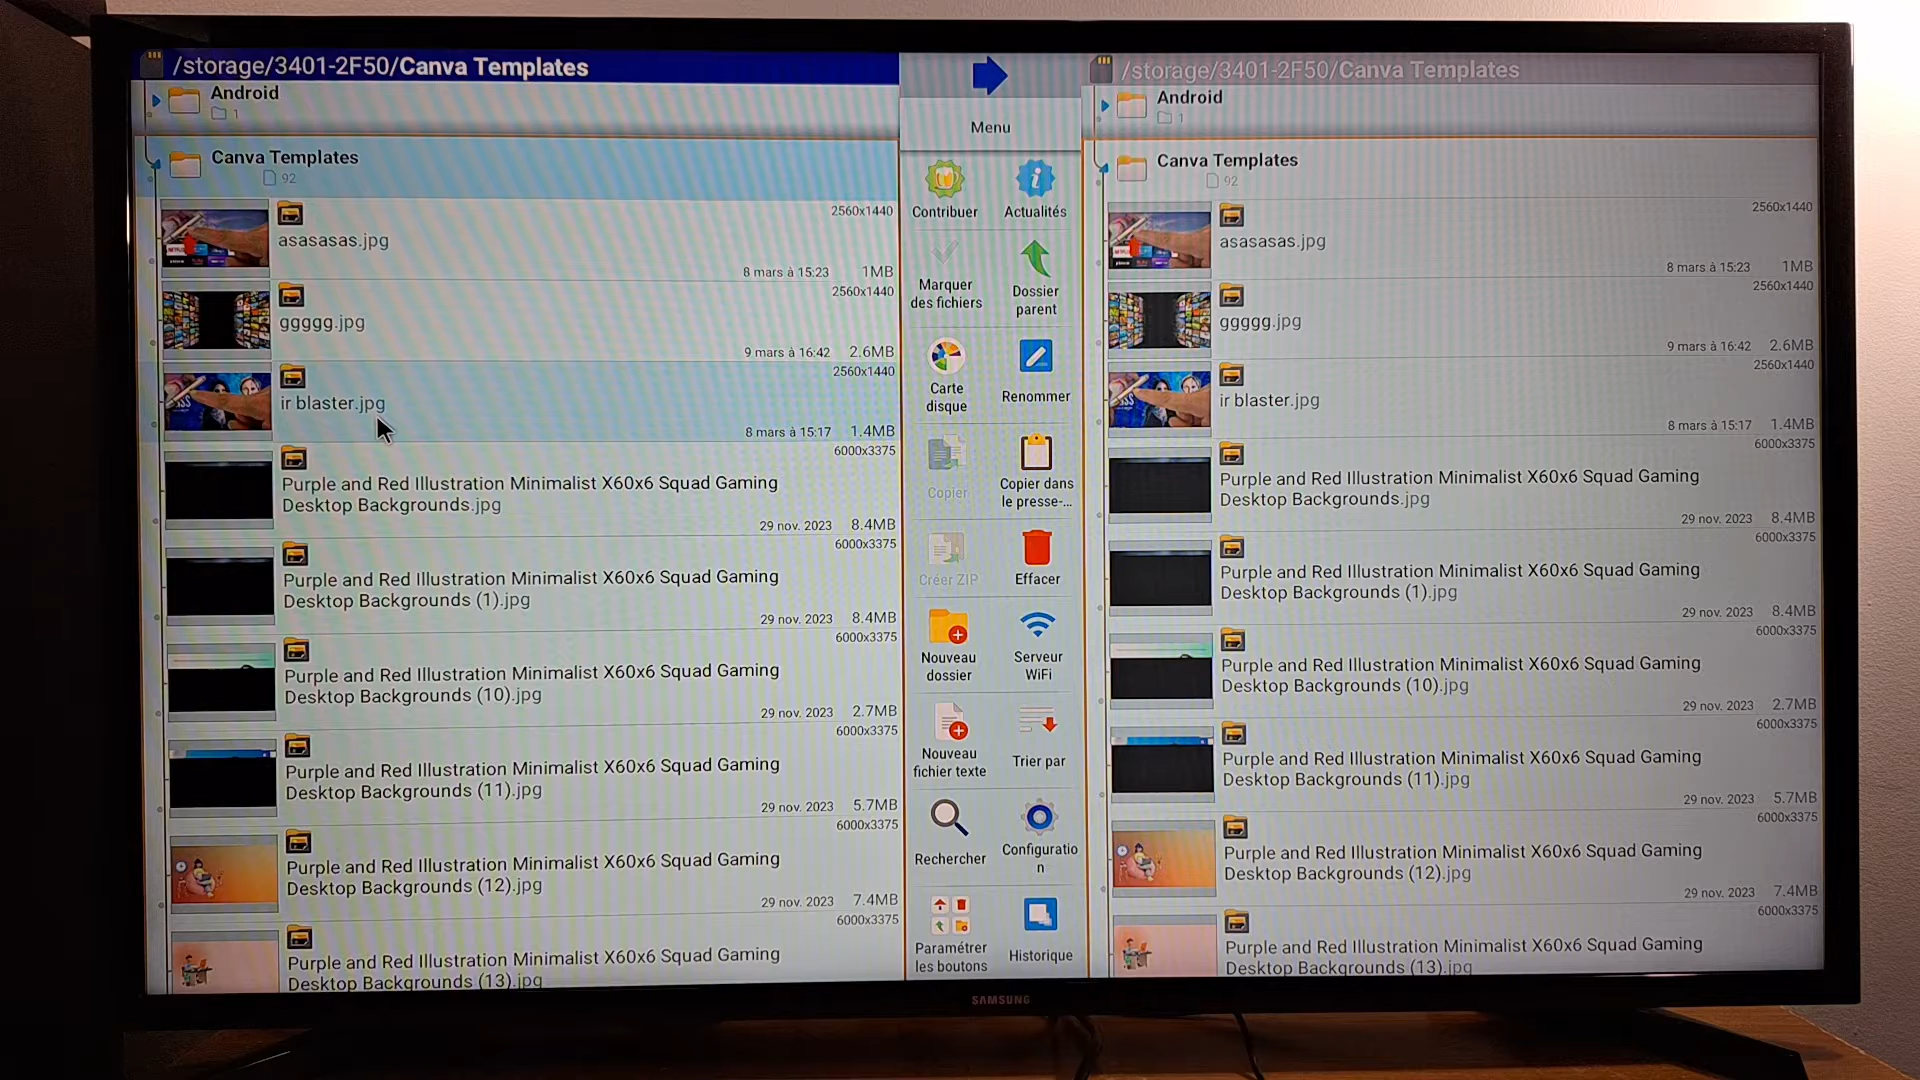 /storage/3401-2F50/Canva Templates
Android
1
Canva Templates
92
2560x1440
asasasas.jpg
8 mars à 15:23 1MB
2560x1440
ggggg.jpg
9 mars à 16:42 2.6MB
2560x1440
ir blaster.jpg
8 mars à 15:17 1.4MB
6000x3375
Purple and Red Illustration Minimalist X60x6 Squad Gaming
Desktop Backgrounds.jpg
29 nov. 2023 8.4MB
6000x3375
Purple and Red Illustration Minimalist X60x6 Squad Gaming
Desktop Backgrounds (1).jpg
29 nov. 2023 8.4MB
6000x3375
Purple and Red Illustration Minimalist X60x6 Squad Gaming
Desktop Backgrounds (10).jpg
29 nov. 2023 2.7MB
6000x3375
Purple and Red Illustration Minimalist X60x6 Squad Gaming
Desktop Backgrounds (11).jpg
29 nov. 2023 5.7MB
6000x3375
Purple and Red Illustration Minimalist X60x6 Squad Gaming
Desktop Backgrounds (12).jpg
29 nov. 2023 7.4MB
6000x3375
Purple and Red Illustration Minimalist X60x6 Squad Gaming
Desktop Backgrounds (13).jpg
Menu
Contribuer
Actualités
Marquer
des fichiers
Dossier
parent
Carte
disque
Renommer
Copier
Copier dans
le presse-...
Créer ZIP
Effacer
Nouveau
dossier
Serveur
WiFi
Nouveau
fichier texte
Trier par
Rechercher
Configuratio
n
Paramétrer
les boutons
Historique
/storage/3401-2F50/Canva Templates
Android
1
Canva Templates
92
2560x1440
asasasas.jpg
8 mars à 15:23 1MB
2560x1440
ggggg.jpg
9 mars à 16:42 2.6MB
2560x1440
ir blaster.jpg
8 mars à 15:17 1.4MB
6000x3375
Purple and Red Illustration Minimalist X60x6 Squad Gaming
Desktop Backgrounds.jpg
29 nov. 2023 8.4MB
6000x3375
Purple and Red Illustration Minimalist X60x6 Squad Gaming
Desktop Backgrounds (1).jpg
29 nov. 2023 8.4MB
6000x3375
Purple and Red Illustration Minimalist X60x6 Squad Gaming
Desktop Backgrounds (10).jpg
29 nov. 2023 2.7MB
6000x3375
Purple and Red Illustration Minimalist X60x6 Squad Gaming
Desktop Backgrounds (11).jpg
29 nov. 2023 5.7MB
6000x3375
Purple and Red Illustration Minimalist X60x6 Squad Gaming
Desktop Backgrounds (12).jpg
29 nov. 2023 7.4MB
6000x3375
Purple and Red Illustration Minimalist X60x6 Squad Gaming
Desktop Backgrounds (13).jpg
SAMSUNG